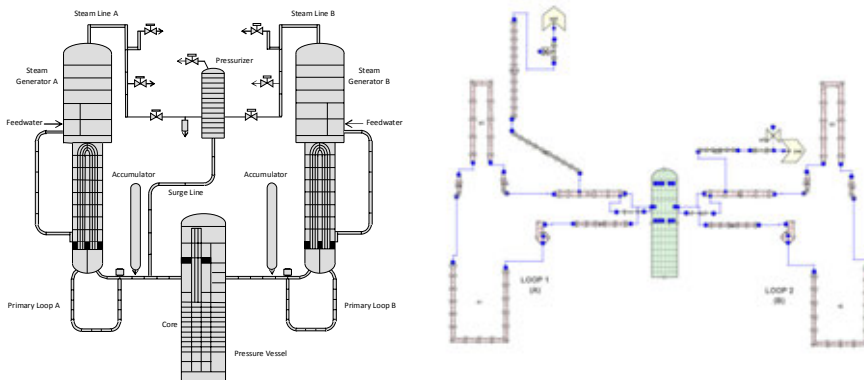 Steam Line A
Steam Line B
Pressurizer
Steam
Generator A
Steam
Generator B
Feedwater
Feedwater
Accumulator
Accumulator
Surge Line
Primary Loop A
Primary Loop B
Core
Pressure Vessel
LOOP 1
(A)
LOOP 2
(B)